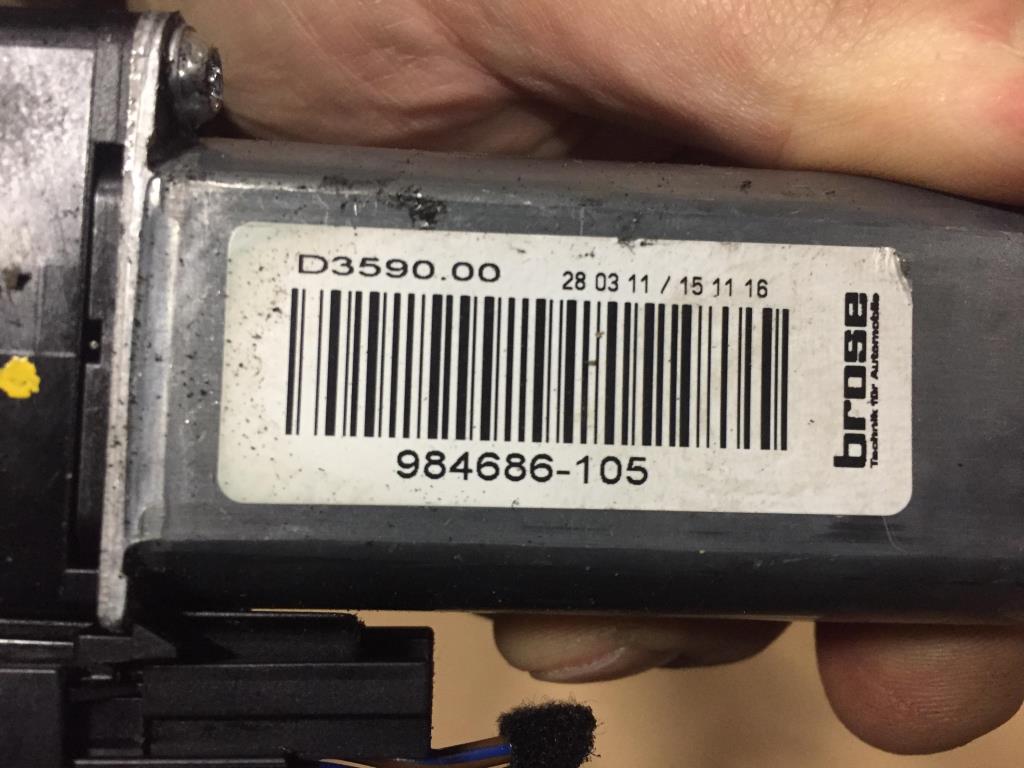 D3590.00
28 03 11 / 15 11 16
984686-105
brose
Technik für Automobile